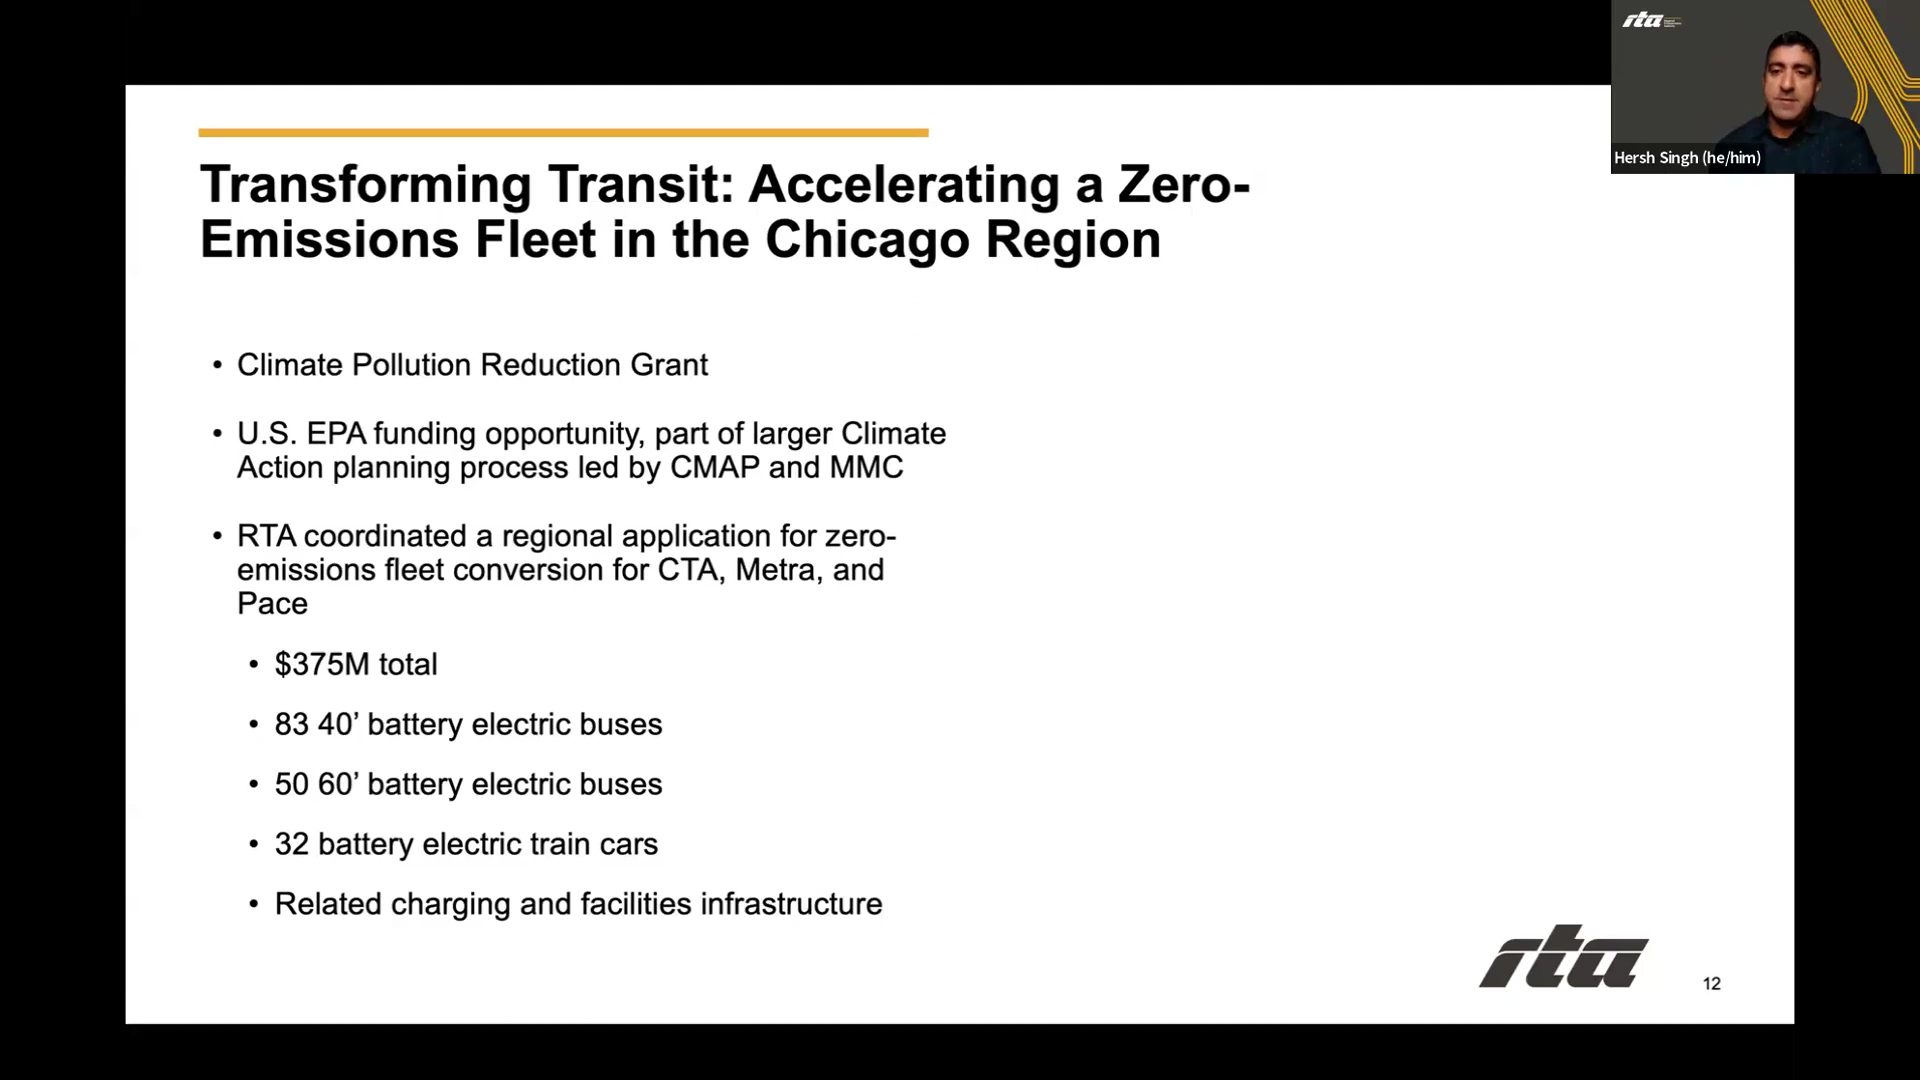 rta
Hersh Singh (he/him)
Transforming Transit: Accelerating a Zero-
Emissions Fleet in the Chicago Region
• Climate Pollution Reduction Grant
• U.S. EPA funding opportunity, part of larger Climate
Action planning process led by CMAP and MMC
• RTA coordinated a regional application for zero-
emissions fleet conversion for CTA, Metra, and
Pace
• $375M total
• 83 40’ battery electric buses
• 50 60’ battery electric buses
• 32 battery electric train cars
• Related charging and facilities infrastructure
rta
12